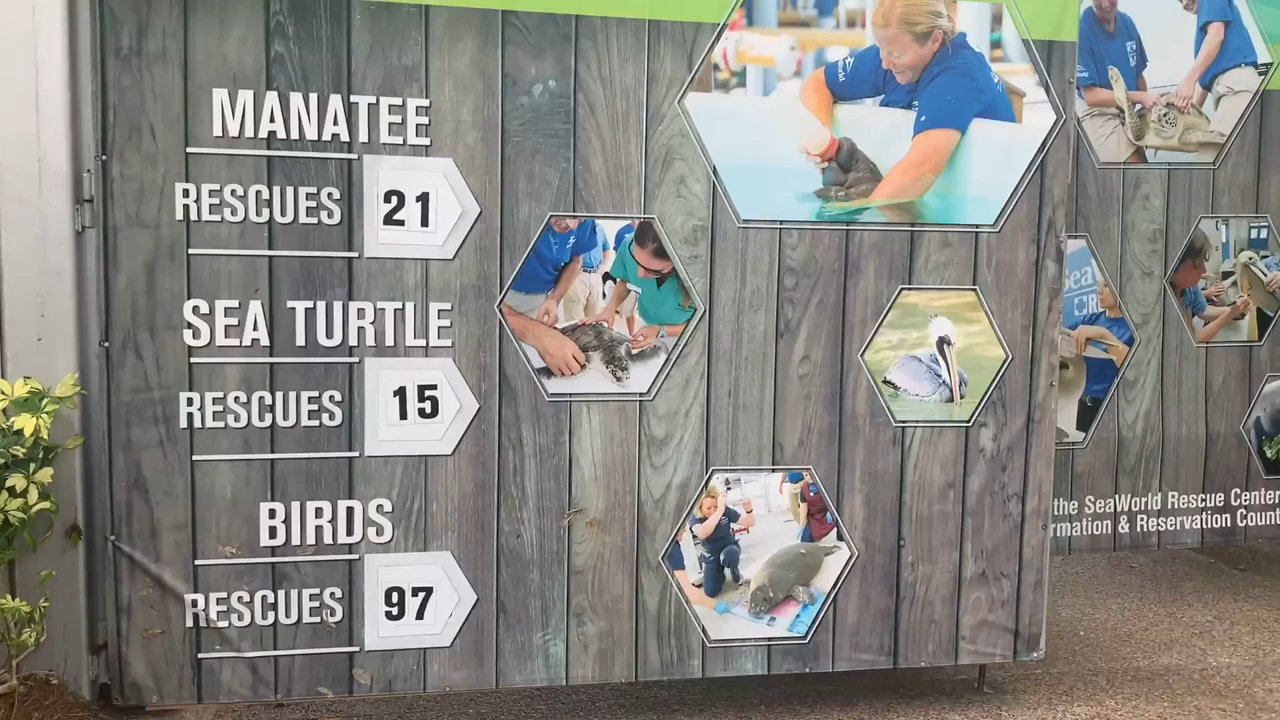 MANATEE
RESCUES 21
SEA TURTLE
RESCUES 15
BIRDS
RESCUES 97
the SeaWorld Rescue Center
rmation & Reservation Count